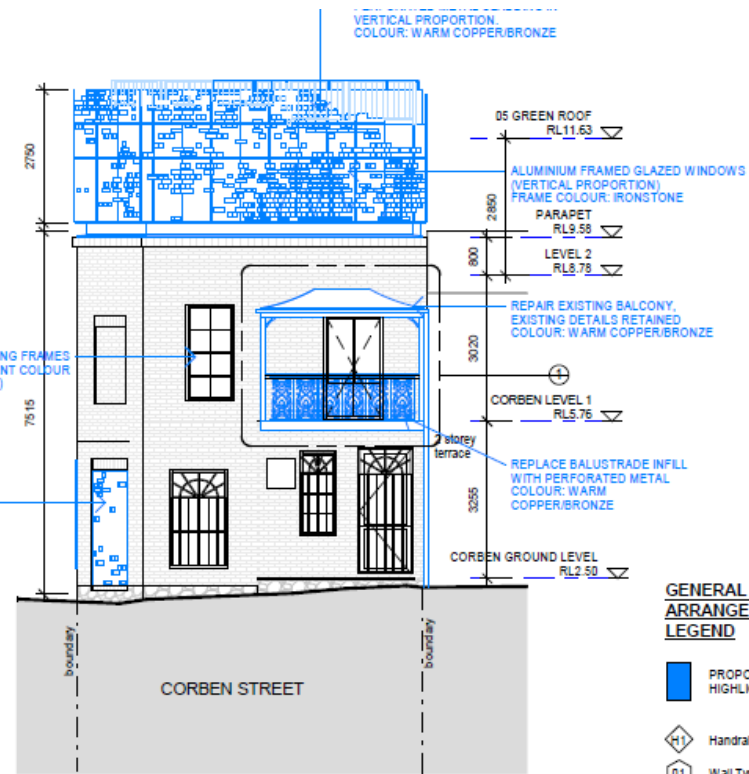 VERTICAL PROPORTION.
COLOUR: WARM COPPER/BRONZE
05 GREEN ROOF
RL11.63
2750
ALUMINIUM FRAMED GLAZED WINDOWS
(VERTICAL PROPORTION)
FRAME COLOUR: IRONSTONE
2850
PARAPET
RL9.58
800
LEVEL 2
RL8.78
REPAIR EXISTING BALCONY,
EXISTING DETAILS RETAINED
COLOUR: WARM COPPER/BRONZE
3020
NG FRAMES
NT COLOUR
)
1
7515
CORBEN LEVEL 1
RL5.76
2 storey
terrace
REPLACE BALUSTRADE INFILL
WITH PERFORATED METAL
COLOUR: WARM
COPPER/BRONZE
3255
CORBEN GROUND LEVEL
RL2.50
GENERAL
ARRANGE
LEGEND
boundary
boundary
CORBEN STREET
PROPO
HIGHLI
H1 Handra